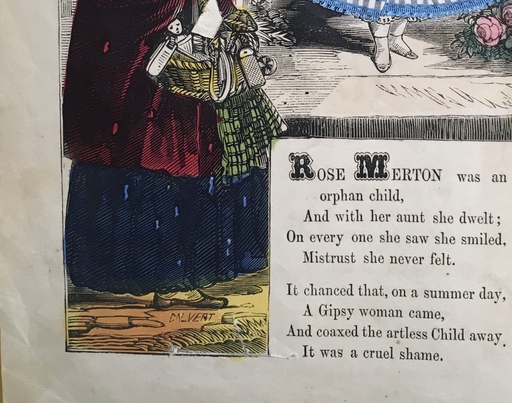 ROSE MERTON was an
orphan child,
And with her aunt she dwelt;
On every one she saw she smiled,
Mistrust she never felt.
It chanced that, on a summer day,
A Gipsy woman came,
And coaxed the artless Child away.
It was a cruel shame.
CALVERT